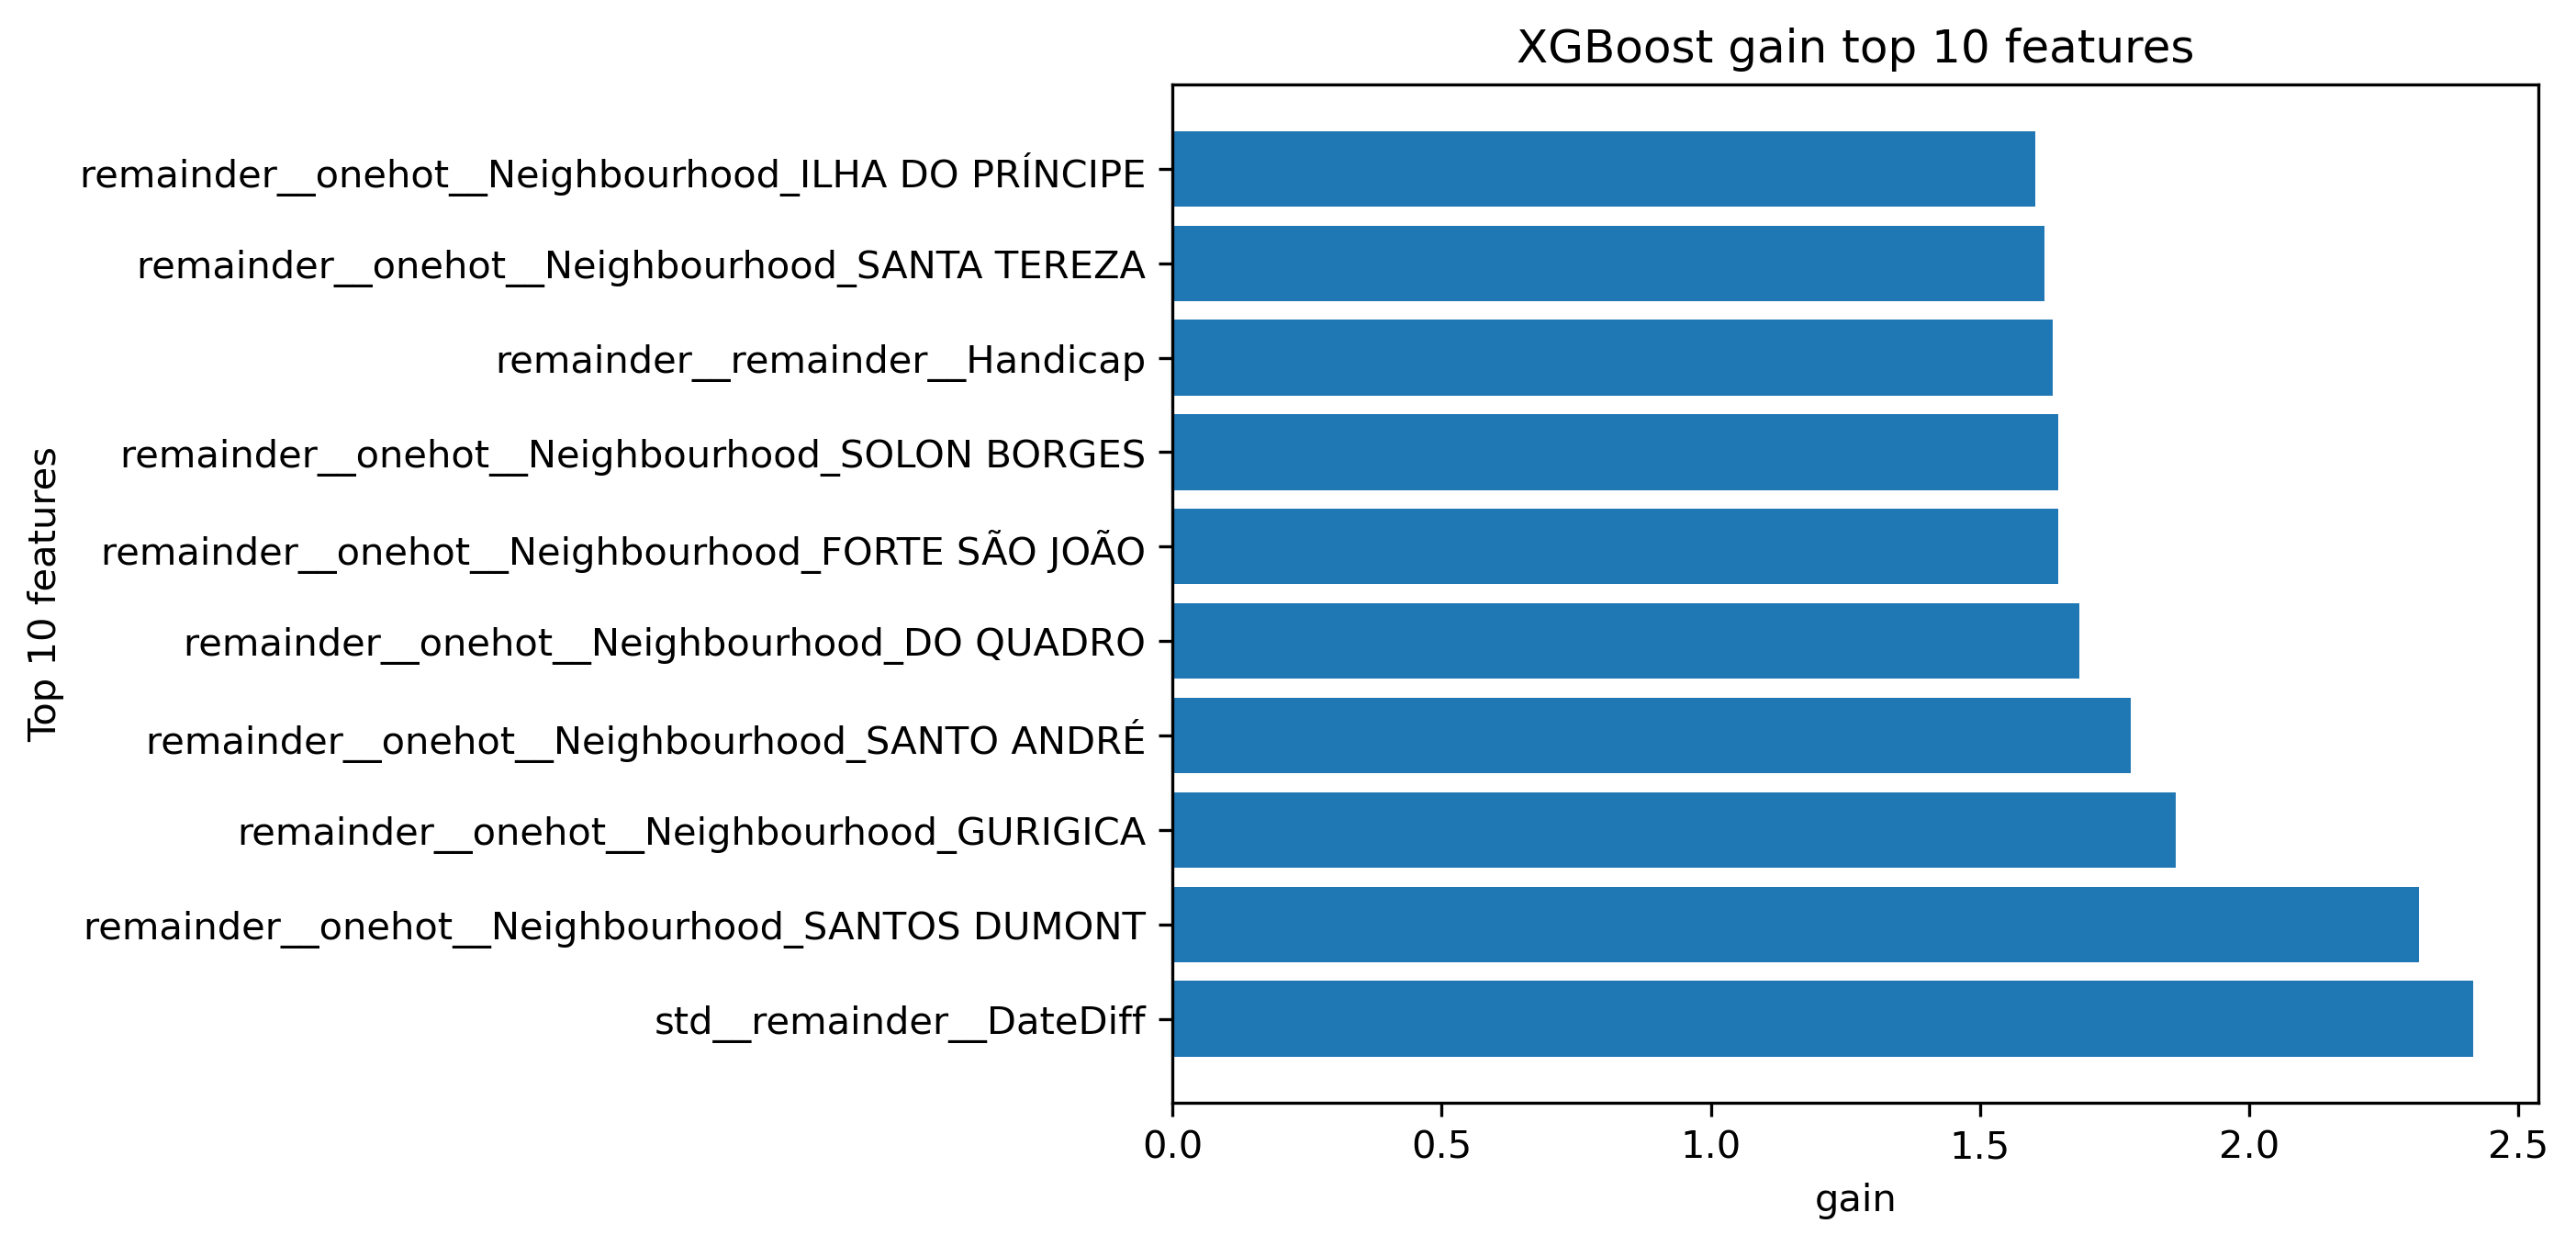 XGBoost gain top 10 features
Top 10 features
remainder__onehot__Neighbourhood_ILHA DO PRÍNCIPE
remainder__onehot__Neighbourhood_SANTA TEREZA
remainder__remainder__Handicap
remainder__onehot__Neighbourhood_SOLON BORGES
remainder__onehot__Neighbourhood_FORTE SÃO JOÃO
remainder__onehot__Neighbourhood_DO QUADRO
remainder__onehot__Neighbourhood_SANTO ANDRÉ
remainder__onehot__Neighbourhood_GURIGICA
remainder__onehot__Neighbourhood_SANTOS DUMONT
std__remainder__DateDiff
0.0 0.5 1.0 1.5 2.0 2.5
gain